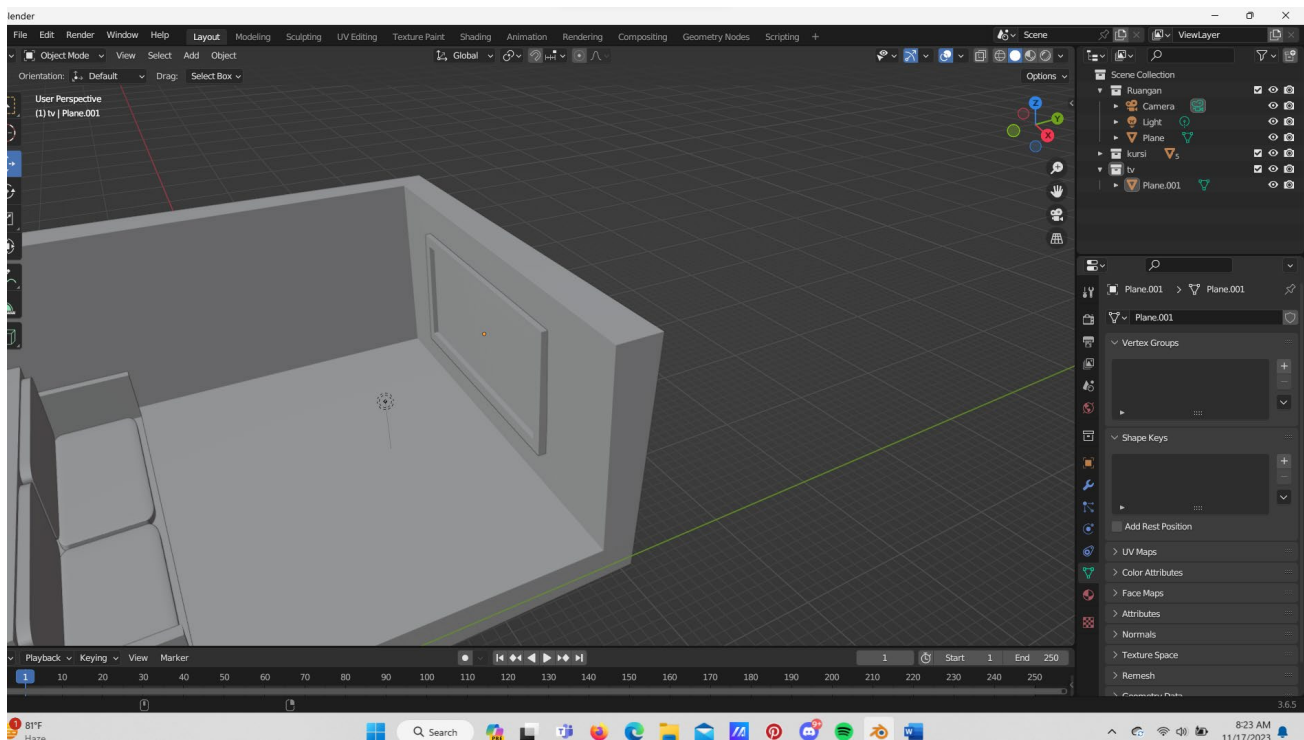 lender
File Edit Render Window Help Layout Modeling Sculpting UV Editing Texture Paint Shading Animation Rendering Compositing Geometry Nodes Scripting + Scene ViewLayer
Object Mode View Select Add Object Global
Orientation: Default Drag: Select Box Options
User Perspective
(1) tv | Plane.001
Z
Y
X
Scene Collection
Ruangan
Camera
Light
Plane
kursi 5
tv
Plane.001
Plane.001 > Plane.001
Plane.001
Vertex Groups
Shape Keys
Add Rest Position
UV Maps
Color Attributes
Face Maps
Attributes
Normals
Texture Space
Remesh
Geometry Data
Playback Keying View Marker 1 Start 1 End 250
1 10 20 30 40 50 60 70 80 90 100 110 120 130 140 150 160 170 180 190 200 210 220 230 240 250
3.6.5
1 81°F
Haze
Search
PRE
9+
W
8:23 AM
11/17/2023